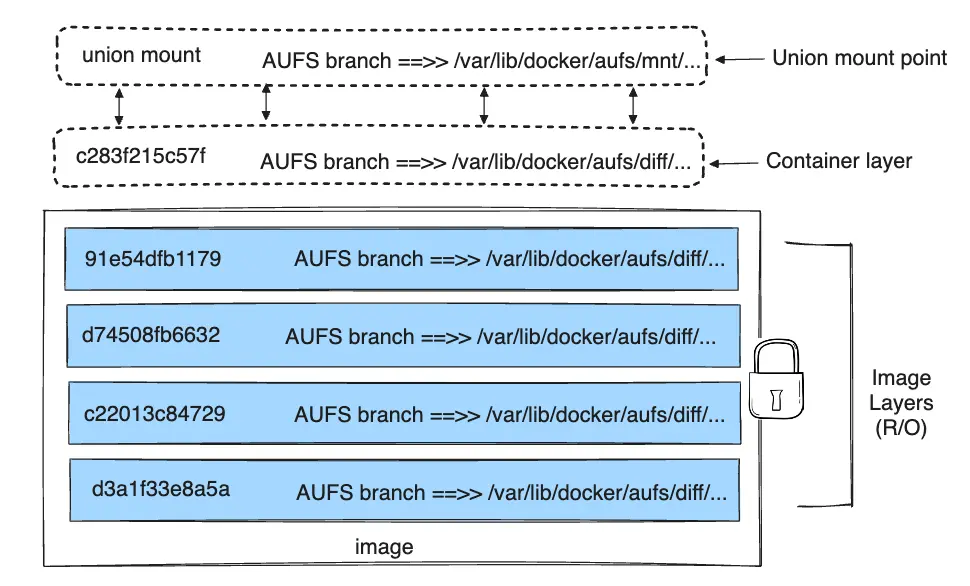 union mount AUFS branch ==>> /var/lib/docker/aufs/mnt/... Union mount point
c283f215c57f AUFS branch ==>> /var/lib/docker/aufs/diff/... Container layer
91e54dfb1179 AUFS branch ==>> /var/lib/docker/aufs/diff/...
d74508fb6632 AUFS branch ==>> /var/lib/docker/aufs/diff/...
c22013c84729 AUFS branch ==>> /var/lib/docker/aufs/diff/...
d3a1f33e8a5a AUFS branch ==>> /var/lib/docker/aufs/diff/...
Image
Layers
(R/O)
image